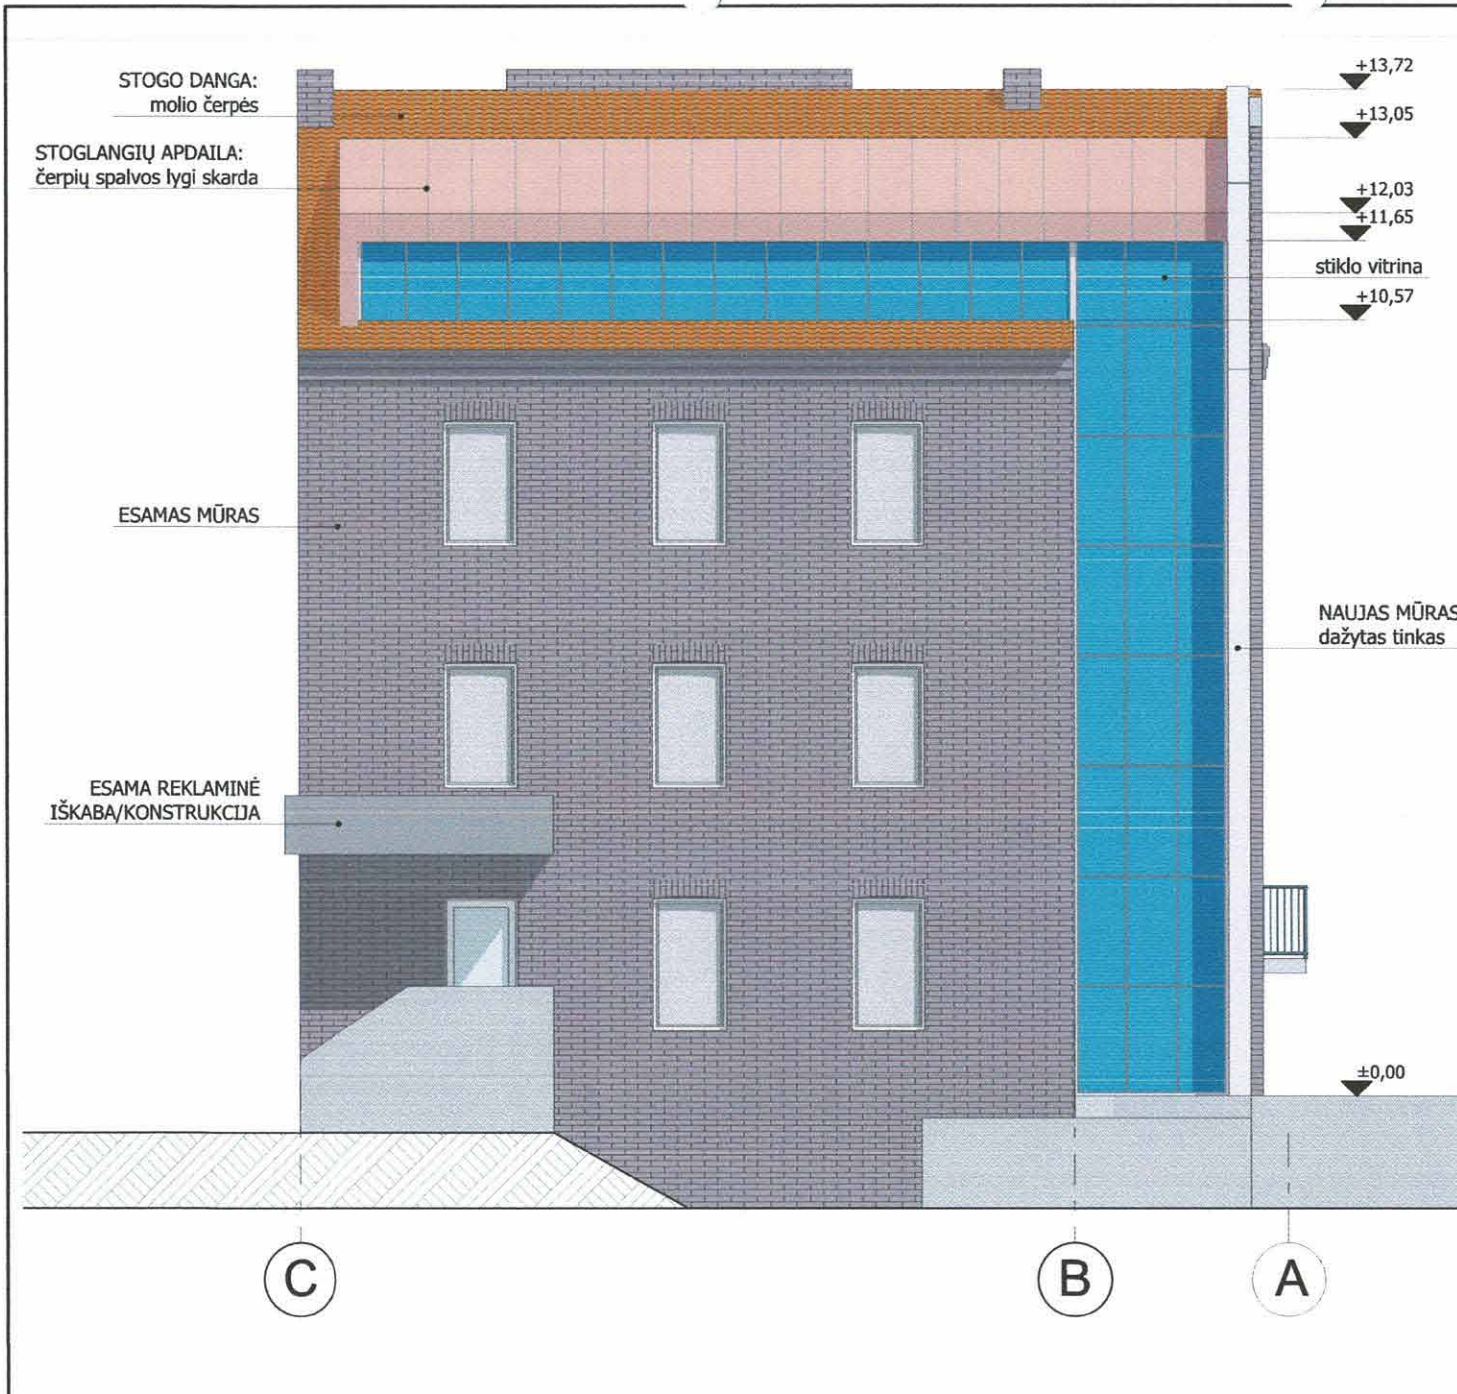 STOGO DANGA:
molio čerpės
STOGLANGIŲ APDAILA:
čerpių spalvos lygi skarda
ESAMAS MŪRAS
ESAMA REKLAMINĖ
IŠKABA/KONSTRUKCIJA
+13,72
+13,05
+12,03
+11,65
stiklo vitrina
+10,57
NAUJAS MŪRAS
dažytas tinkas
±0,00
C
B
A